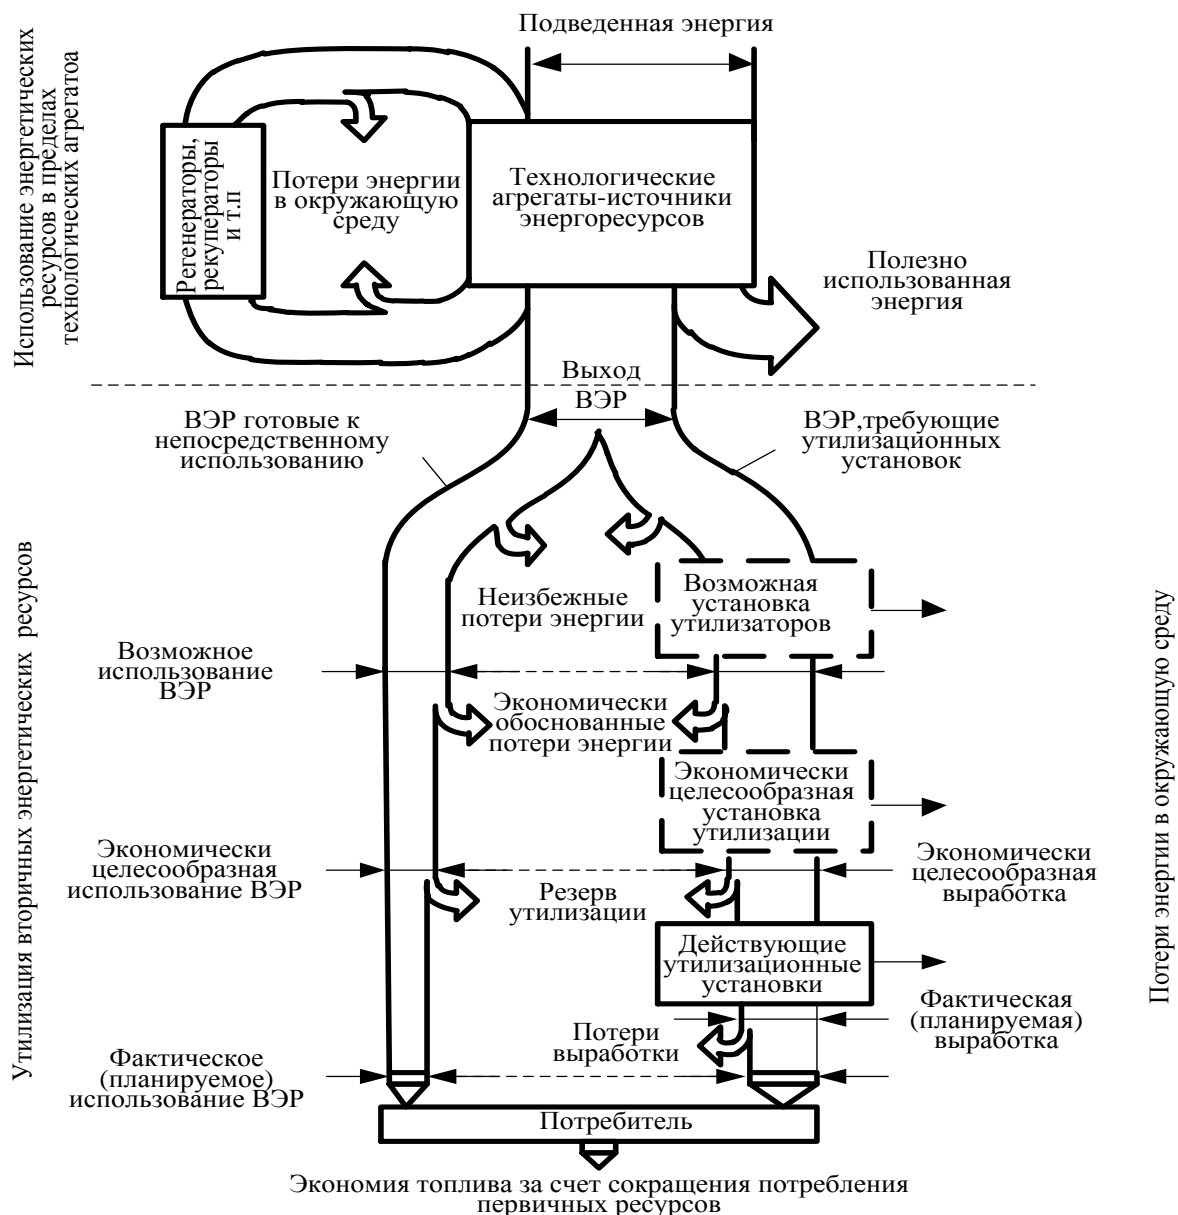 Подведенная энергия
Использование энергетических
ресурсов в пределах
технологических агрегатоа
Регенераторы,
рекуператоры
и т.п
Потери энергии
в окружающую
среду
Технологические
агрегаты-источники
энергоресурсов
Полезно
использованная
энергия
Выход
ВЭР
ВЭР готовые к
непосредственному
использованию
ВЭР,требующие
утилизационных
установок
Утилизация вторичных энергетических ресурсов
Потери энергии в окружающую среду
Неизбежные
потери энергии
Возможная
установка
утилизаторов
Возможное
использование
ВЭР
Экономически
обоснованные
потери энергии
Экономически
целесообразная
установка
утилизации
Экономически
целесообразная
использование ВЭР
Резерв
утилизации
Экономически
целесообразная
выработка
Действующие
утилизационные
установки
Фактическая
(планируемая)
выработка
Потери
выработки
Фактическое
(планируемое)
использование ВЭР
Потребитель
Экономия топлива за счет сокращения потребления
первичных ресурсов